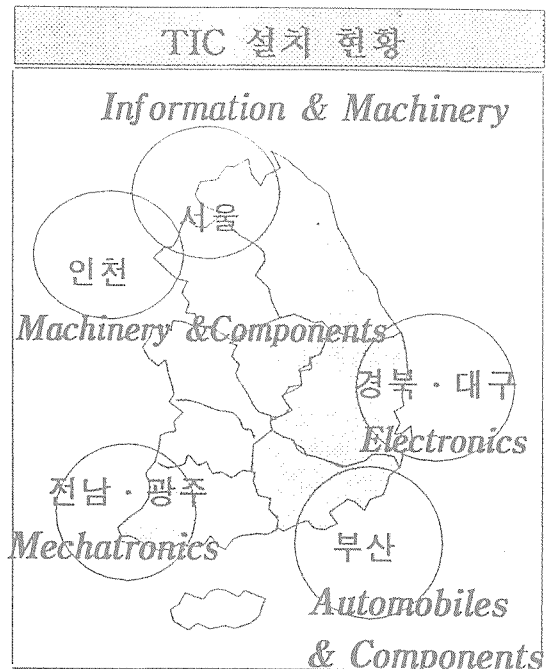 TIC 설치 현황
Information & Machinery
서울
인천
Machinery &Components
경북 · 대구
Electronics
전남 · 광주
Mechatronics
부산
Automobiles
& Components